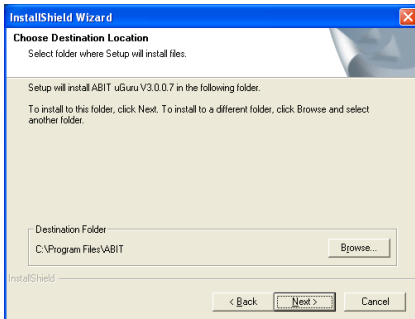 InstallShield Wizard
Choose Destination Location
Select folder where Setup will install files.
Setup will install ABIT uGuru V3.0.0.7 in the following folder.
To install to this folder, click Next. To install to a different folder, click Browse and select
another folder.
Destination Folder
C:\Program Files\ABIT
Browse...
InstallShield
< Back
Next >
Cancel